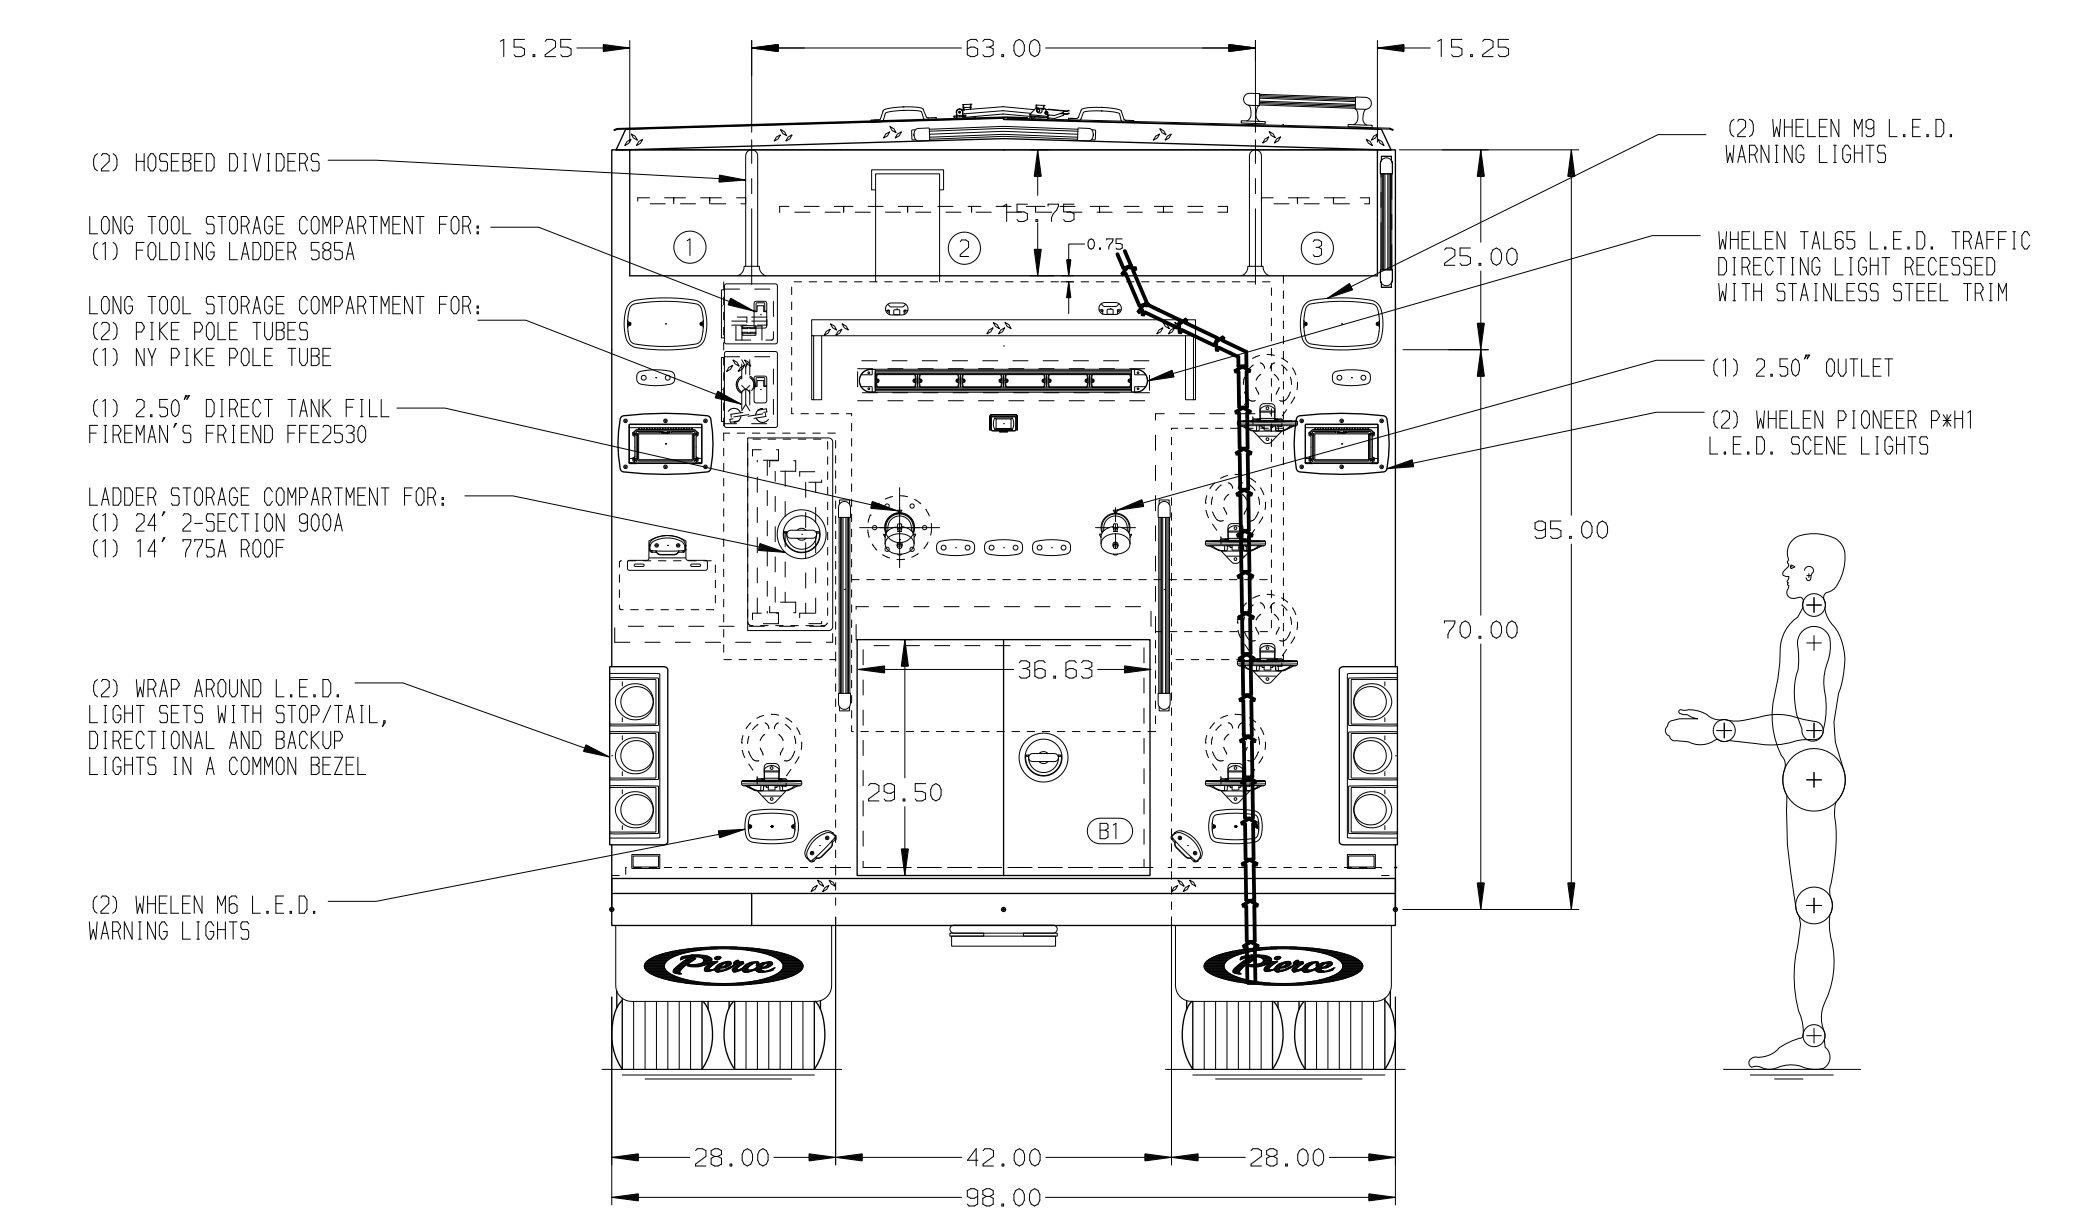 15.25
63.00
15.25
(2) HOSEBED DIVIDERS
LONG TOOL STORAGE COMPARTMENT FOR:
(1) FOLDING LADDER 585A
LONG TOOL STORAGE COMPARTMENT FOR:
(2) PIKE POLE TUBES
(1) NY PIKE POLE TUBE
(1) 2.50" DIRECT TANK FILL
FIREMAN'S FRIEND FFE2530
LADDER STORAGE COMPARTMENT FOR:
(1) 24' 2-SECTION 900A
(1) 14' 775A ROOF
(2) WRAP AROUND L.E.D.
LIGHT SETS WITH STOP/TAIL,
DIRECTIONAL AND BACKUP
LIGHTS IN A COMMON BEZEL
(2) WHELEN M6 L.E.D.
WARNING LIGHTS
15.75
0.75
1
2
3
36.63
29.50
B1
Pierce
Pierce
28.00
42.00
28.00
98.00
25.00
95.00
70.00
(2) WHELEN M9 L.E.D.
WARNING LIGHTS
WHELEN TAL65 L.E.D. TRAFFIC
DIRECTING LIGHT RECESSED
WITH STAINLESS STEEL TRIM
(1) 2.50" OUTLET
(2) WHELEN PIONEER P*H1
L.E.D. SCENE LIGHTS